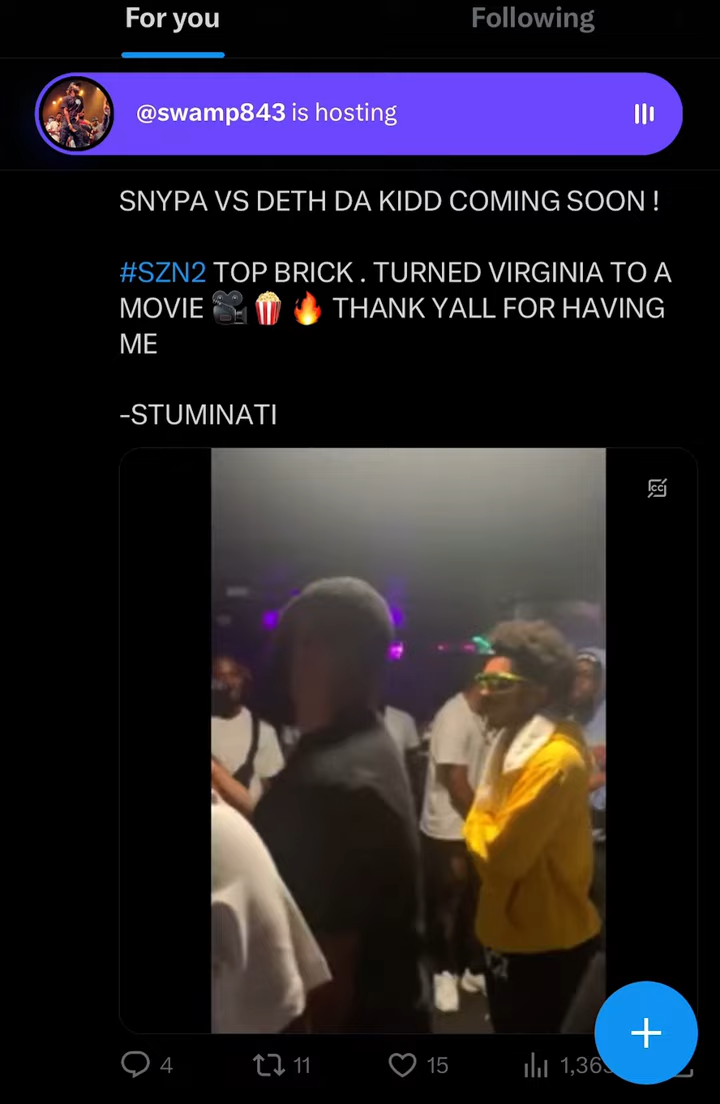 For you Following
@swamp843 is hosting
SNYPA VS DETH DA KIDD COMING SOON !
#SZN2 TOP BRICK . TURNED VIRGINIA TO A
MOVIE 🎥 🍿 🔥 THANK YALL FOR HAVING
ME
-STUMINATI
CC
4 11 15